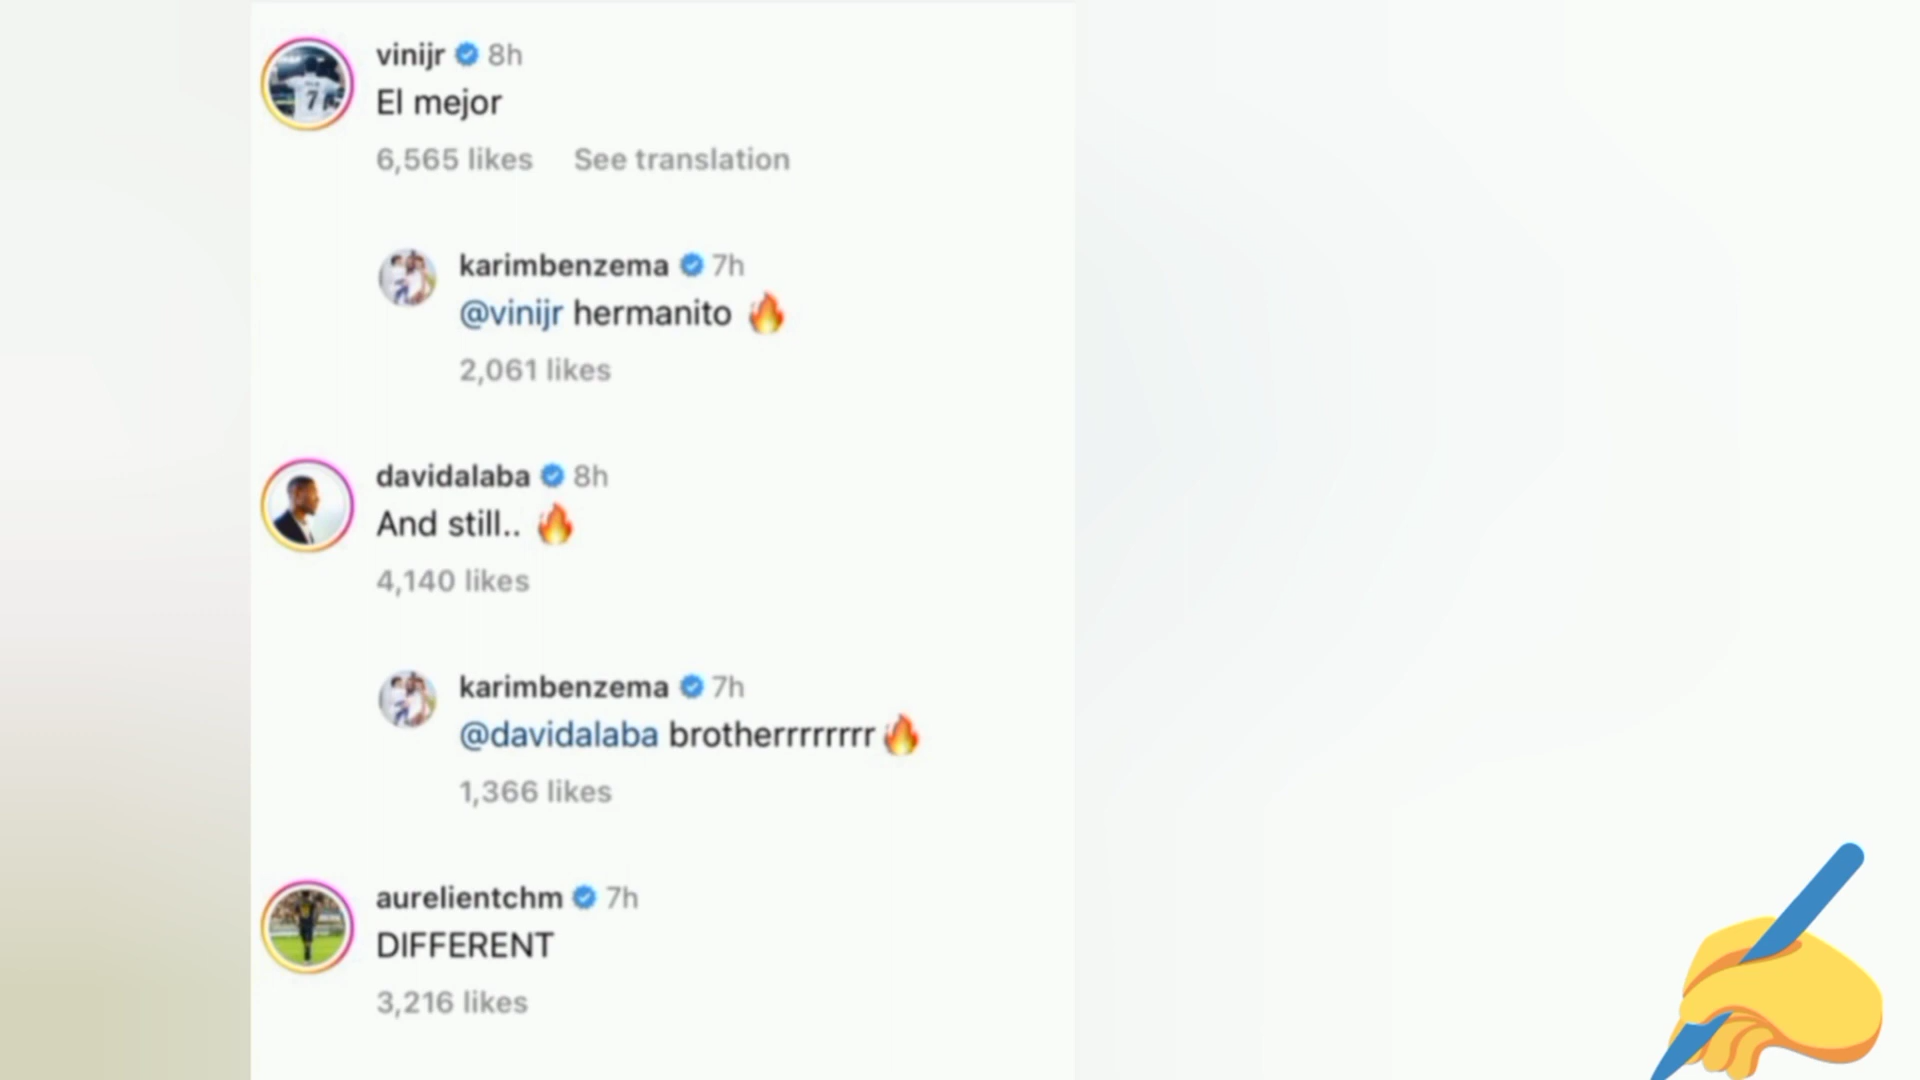 vinijr 8h
El mejor
6,565 likes See translation
karimbenzema 7h
@vinijr hermanito 🔥
2,061 likes
davidalaba 8h
And still.. 🔥
4,140 likes
karimbenzema 7h
@davidalaba brotherrrrrrrr🔥
1,366 likes
aurelientchm 7h
DIFFERENT
3,216 likes